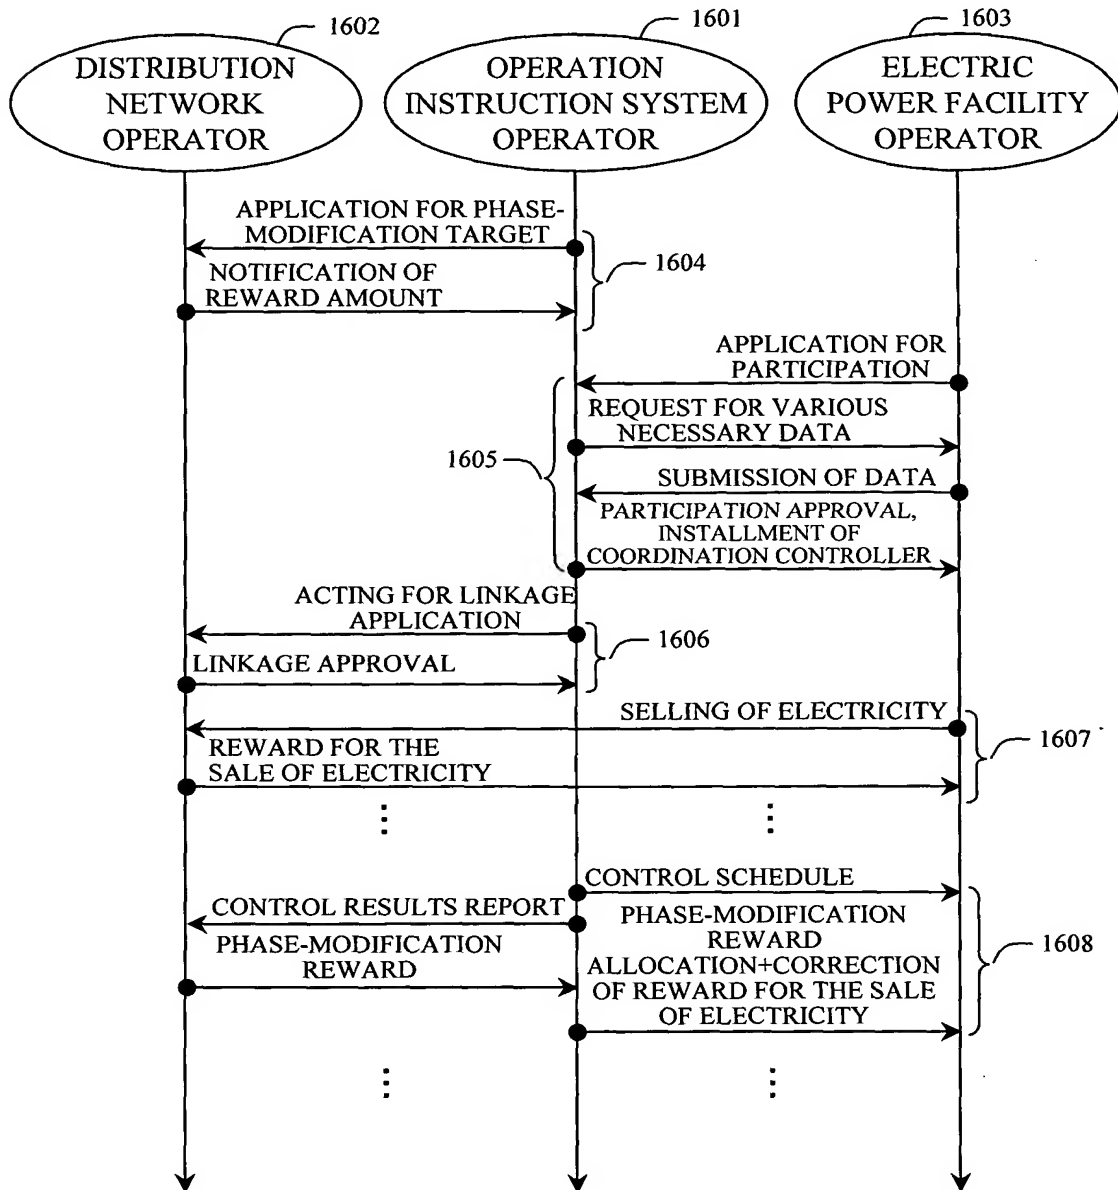 1602
1601
1603
DISTRIBUTION
NETWORK
OPERATOR
OPERATION
INSTRUCTION SYSTEM
OPERATOR
ELECTRIC
POWER FACILITY
OPERATOR
APPLICATION FOR PHASE-
MODIFICATION TARGET
NOTIFICATION OF
REWARD AMOUNT
1604
APPLICATION FOR
PARTICIPATION
REQUEST FOR VARIOUS
NECESSARY DATA
1605
SUBMISSION OF DATA
PARTICIPATION APPROVAL,
INSTALLMENT OF
COORDINATION CONTROLLER
ACTING FOR LINKAGE
APPLICATION
1606
LINKAGE APPROVAL
SELLING OF ELECTRICITY
REWARD FOR THE
SALE OF ELECTRICITY
1607
CONTROL SCHEDULE
CONTROL RESULTS REPORT
PHASE-MODIFICATION
REWARD
PHASE-MODIFICATION
REWARD
ALLOCATION+CORRECTION
OF REWARD FOR THE SALE
OF ELECTRICITY
1608